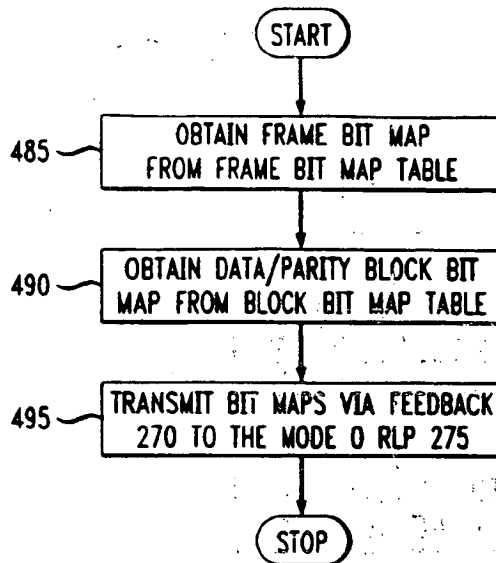 START
485
OBTAIN FRAME BIT MAP
FROM FRAME BIT MAP TABLE
490
OBTAIN DATA/PARITY BLOCK BIT
MAP FROM BLOCK BIT MAP TABLE
495
TRANSMIT BIT MAPS VIA FEEDBACK
270 TO THE MODE 0 RLP 275
STOP